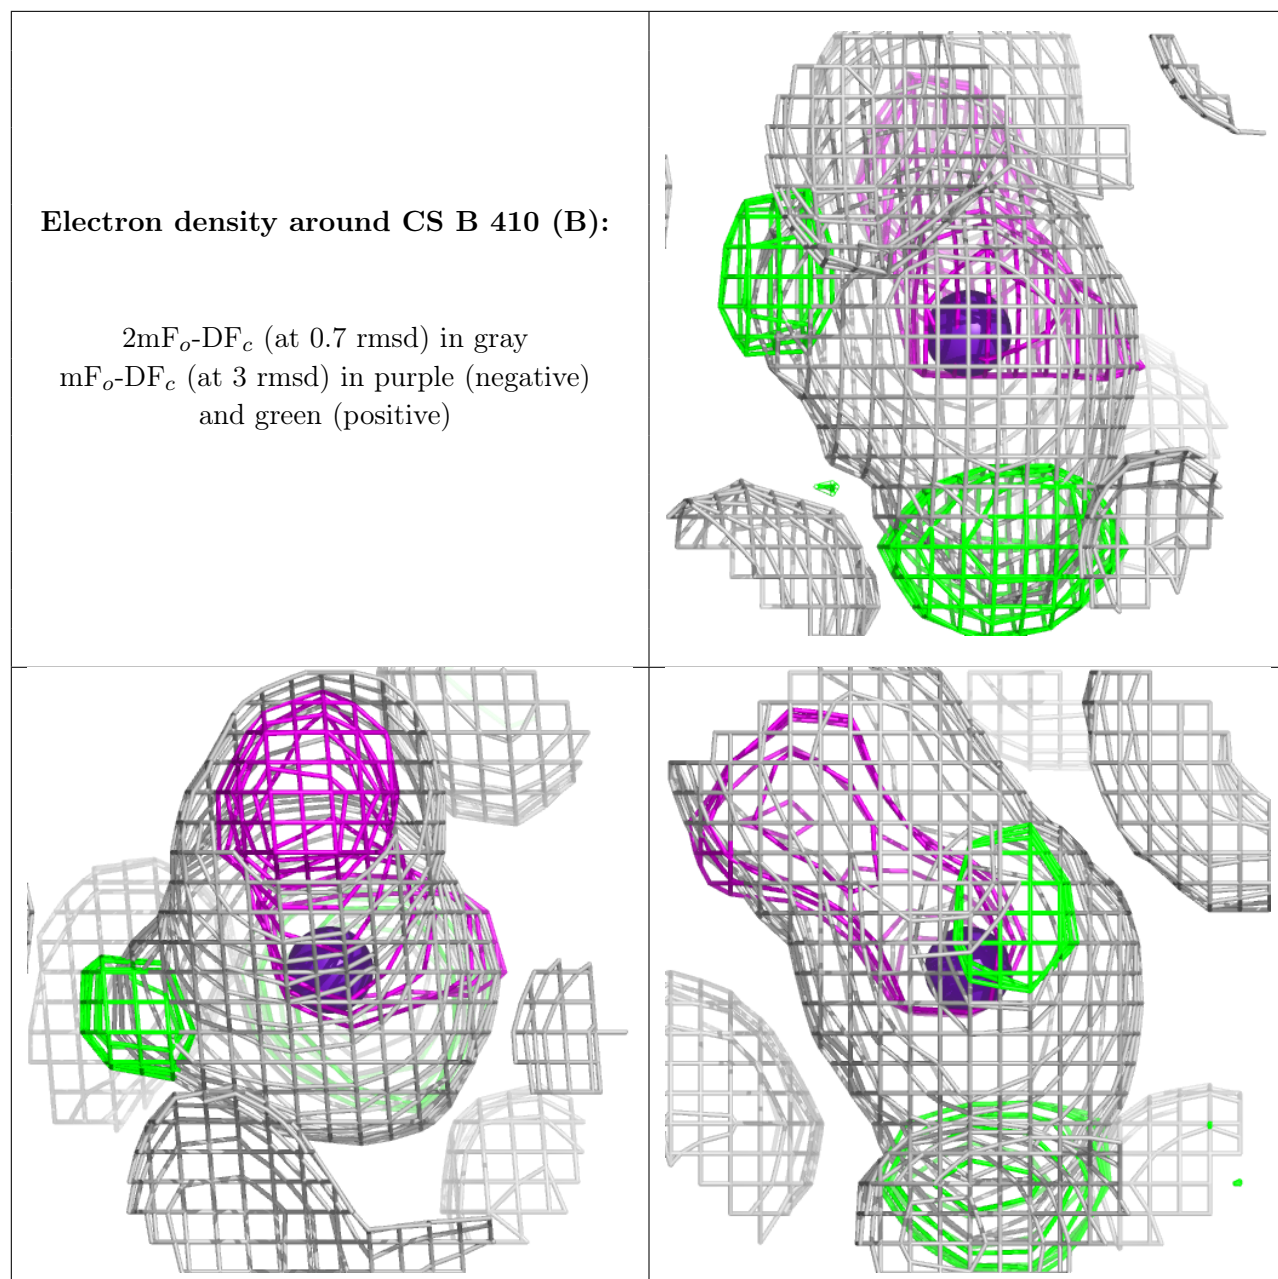 Electron density around CS B 410 (B):
2mFₒ-DF𝒸 (at 0.7 rmsd) in gray
mFₒ-DF𝒸 (at 3 rmsd) in purple (negative)
and green (positive)